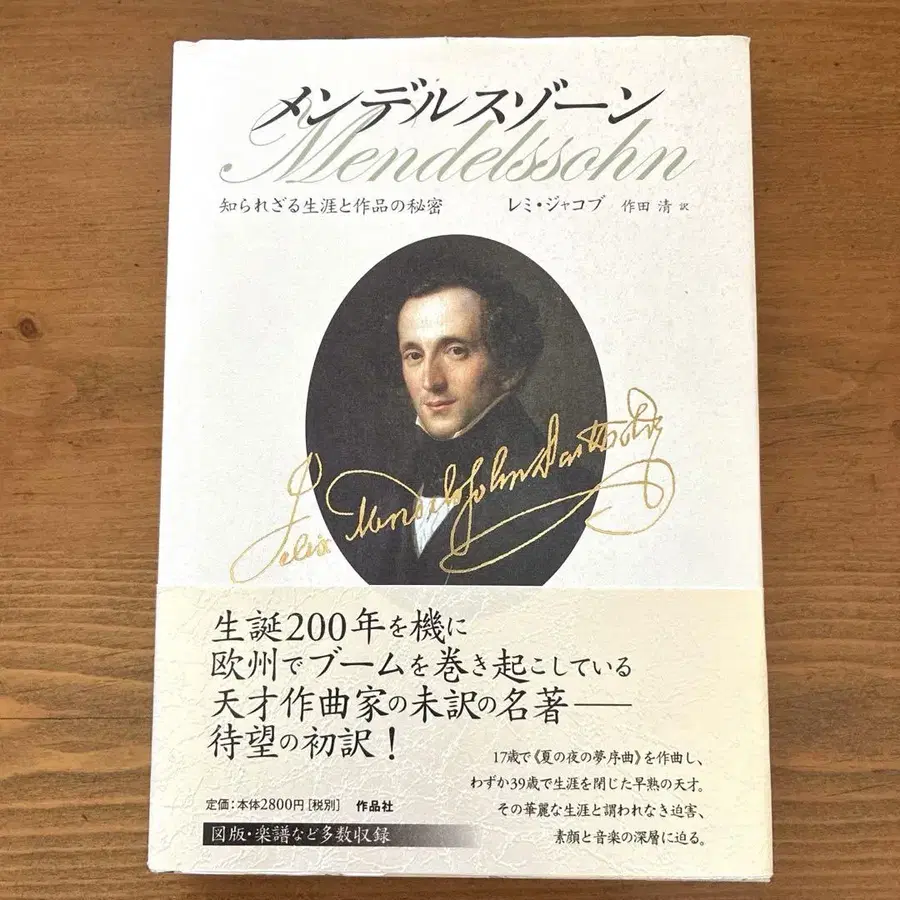 メンデルスゾーン
Mendelssohn
知られざる生涯と作品の秘密
レミ・ジャコブ 作田 清 訳
Felix Mendelssohn Bartholdy
生誕200年を機に
欧州でブームを巻き起こしている
天才作曲家の未訳の名著——
待望の初訳！
17歳で《夏の夜の夢・序曲》を作曲し、
わずか39歳で生涯を閉じた早熟の天才。
その華麗な生涯と謂われなき迫害、
素顔と音楽の深層に迫る。
定価：本体2800円［税別］ 作品社
図版・楽譜など多数収録